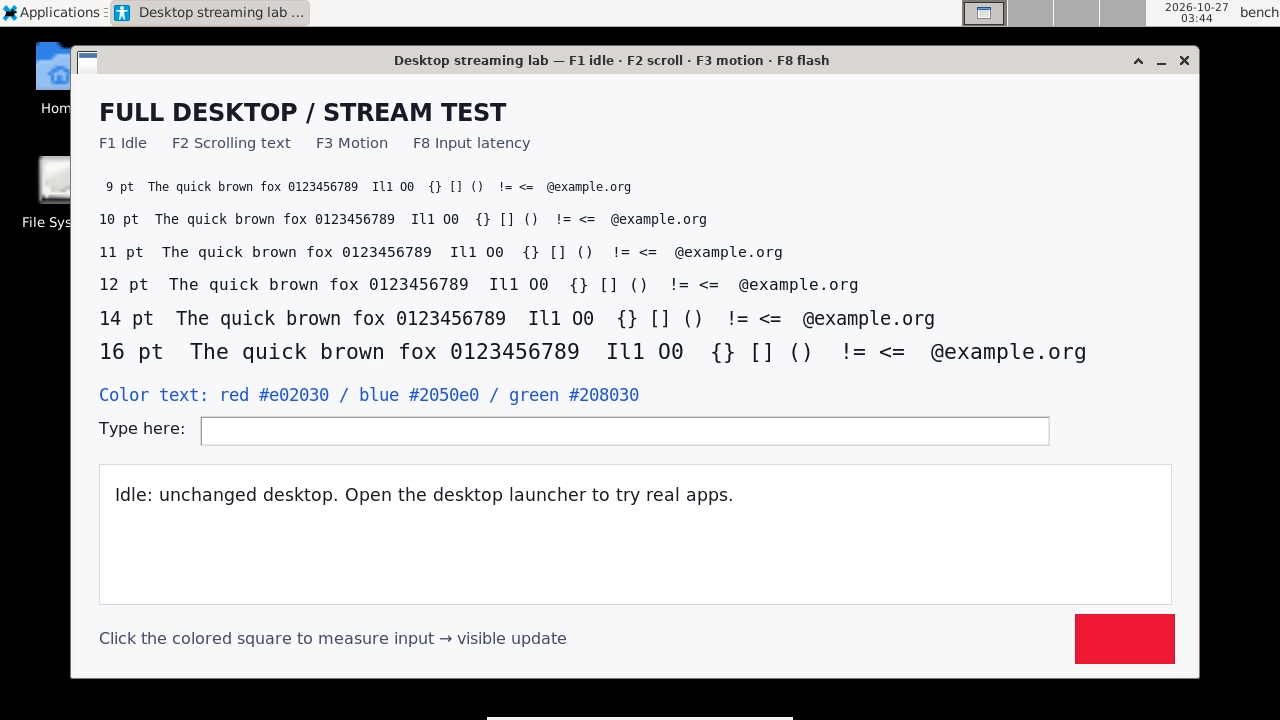 Applications
Desktop streaming lab ...
2026-10-27
03:44
bench
Desktop streaming lab — F1 idle · F2 scroll · F3 motion · F8 flash
Hom
File Sys
FULL DESKTOP / STREAM TEST
F1 Idle F2 Scrolling text F3 Motion F8 Input latency
9 pt The quick brown fox 0123456789 Il1 O0 {} [] () != <= @example.org
10 pt The quick brown fox 0123456789 Il1 O0 {} [] () != <= @example.org
11 pt The quick brown fox 0123456789 Il1 O0 {} [] () != <= @example.org
12 pt The quick brown fox 0123456789 Il1 O0 {} [] () != <= @example.org
14 pt The quick brown fox 0123456789 Il1 O0 {} [] () != <= @example.org
16 pt The quick brown fox 0123456789 Il1 O0 {} [] () != <= @example.org
Color text: red #e02030 / blue #2050e0 / green #208030
Type here:
Idle: unchanged desktop. Open the desktop launcher to try real apps.
Click the colored square to measure input → visible update